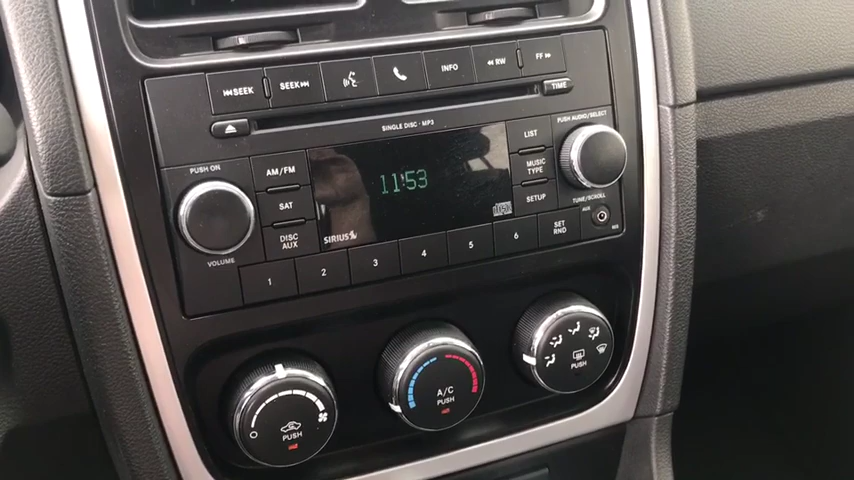 SEEK SEEK INFO RW FF
TIME
SINGLE DISC · MP3
PUSH ON AM/FM LIST PUSH AUDIO/SELECT
11:53
MUSIC
TYPE
SAT SETUP
SIRIUS
DISC
AUX
VOLUME
TUNE/SCROLL
AUX
1 2 3 4 5 6 SET
RND
PUSH
A/C
PUSH
PUSH